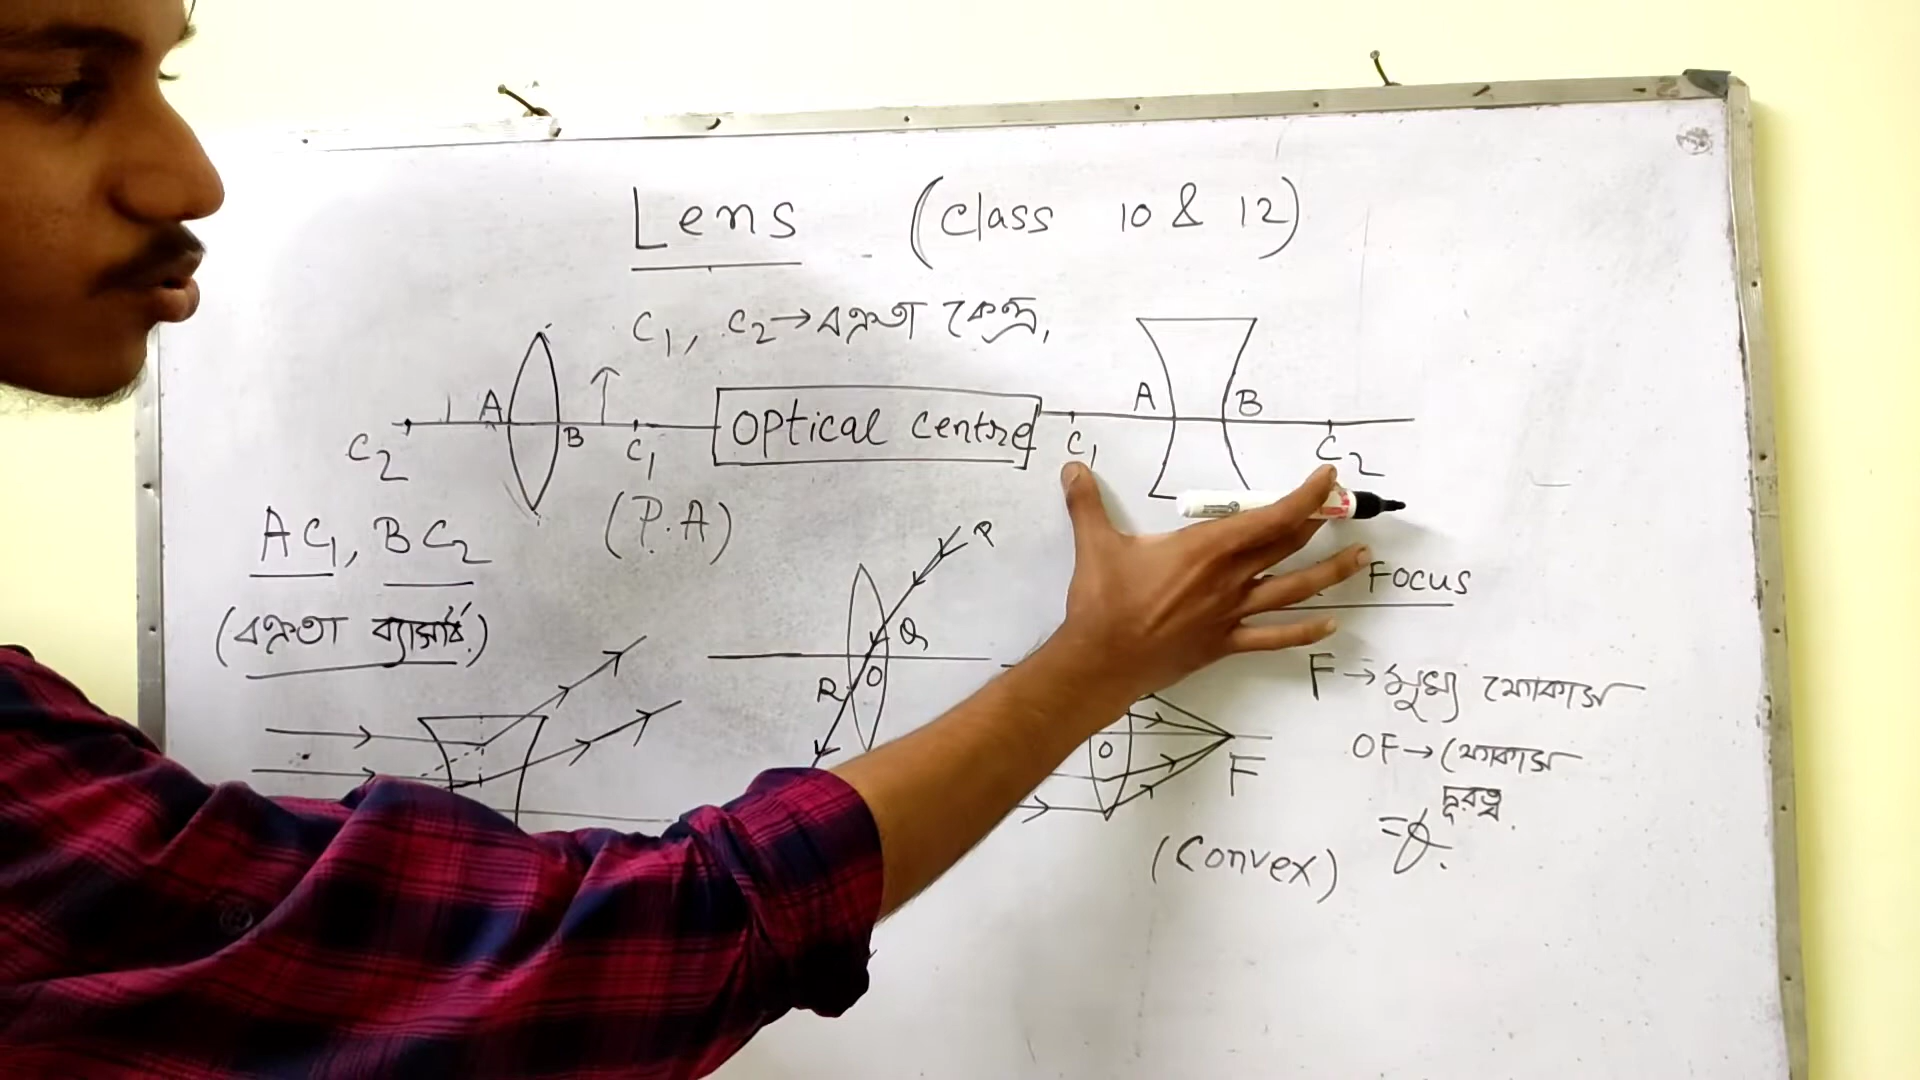 Lens (Class 10 & 12)
C₁, C₂ → বক্রতা কেন্দ্র,
A B
C₂ C₁
Optical Centre
A B
C₁ C₂
(P.A)
AC₁, BC₂
(বক্রতা ব্যাসার্ধ)
P
Q
O
R
Focus
F → মুখ্য ফোকাস
OF → ফোকাস
দূরত্ব
= f.
O
F
(Convex)